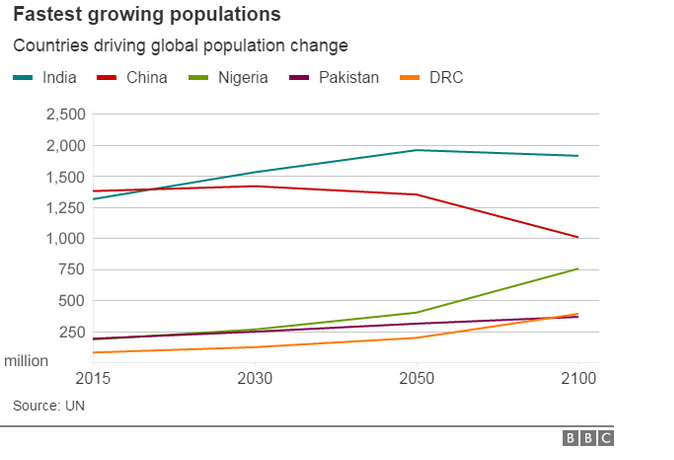 Fastest growing populations
Countries driving global population change
India China Nigeria Pakistan DRC
2,500
2,000
1,500
1,250
1,000
750
500
250
million
2015 2030 2050 2100
Source: UN
BBC